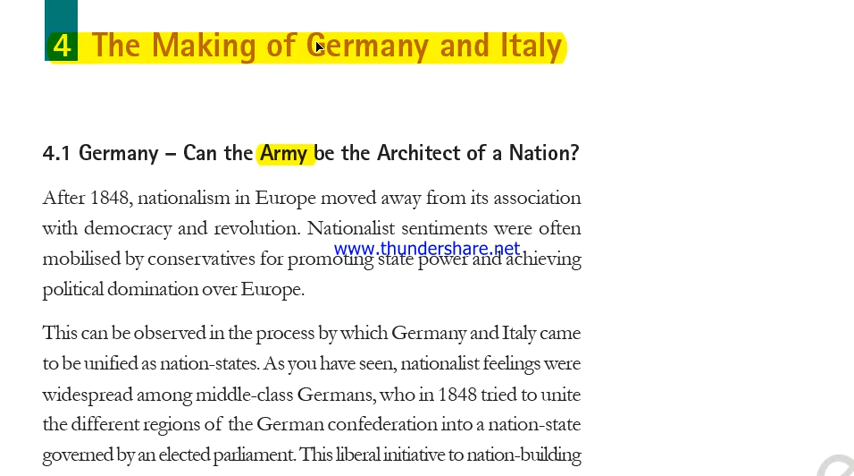 4 The Making of Germany and Italy
4.1 Germany – Can the Army be the Architect of a Nation?
After 1848, nationalism in Europe moved away from its association
with democracy and revolution. Nationalist sentiments were often
www.thundershare.net
mobilised by conservatives for promoting state power and achieving
political domination over Europe.
This can be observed in the process by which Germany and Italy came
to be unified as nation-states. As you have seen, nationalist feelings were
widespread among middle-class Germans, who in 1848 tried to unite
the different regions of the German confederation into a nation-state
governed by an elected parliament. This liberal initiative to nation-building